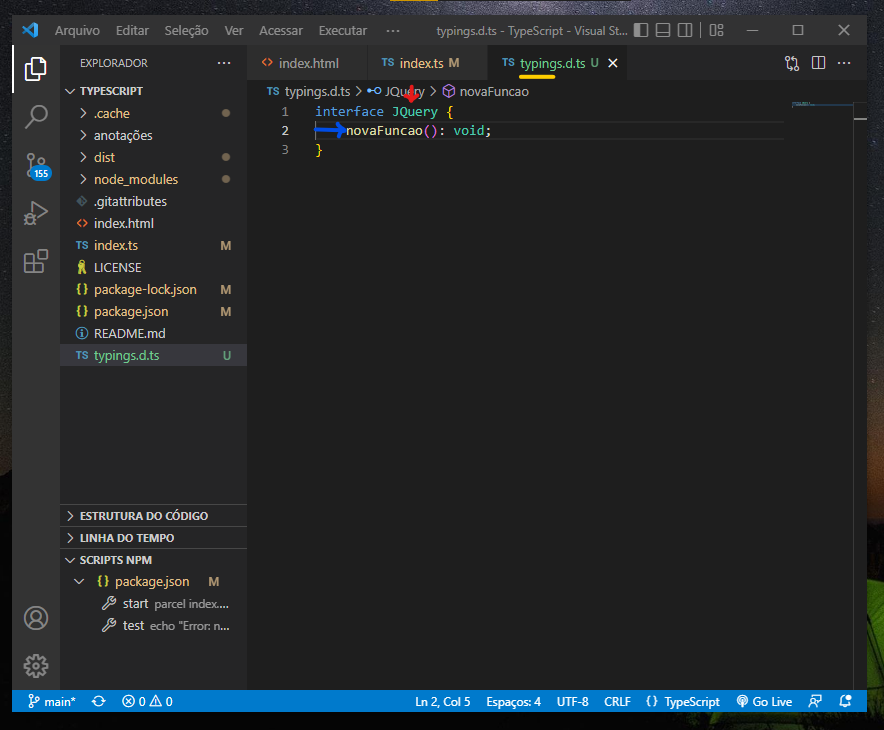 Arquivo Editar Seleção Ver Acessar Executar ··· typings.d.ts - TypeScript - Visual St...
EXPLORADOR ···
index.html
TS index.ts M
TS typings.d.ts U
TYPESCRIPT
.cache
anotações
dist
node_modules
.gitattributes
index.html
TS index.ts M
LICENSE
{} package-lock.json M
{} package.json M
README.md
TS typings.d.ts U
TS typings.d.ts > JQuery > novaFuncao
1 interface JQuery {
2 novaFuncao(): void;
3 }
ESTRUTURA DO CÓDIGO
LINHA DO TEMPO
SCRIPTS NPM
{} package.json M
start parcel index....
test echo "Error: n...
155
main* 0 0 Ln 2, Col 5 Espaços: 4 UTF-8 CRLF {} TypeScript Go Live